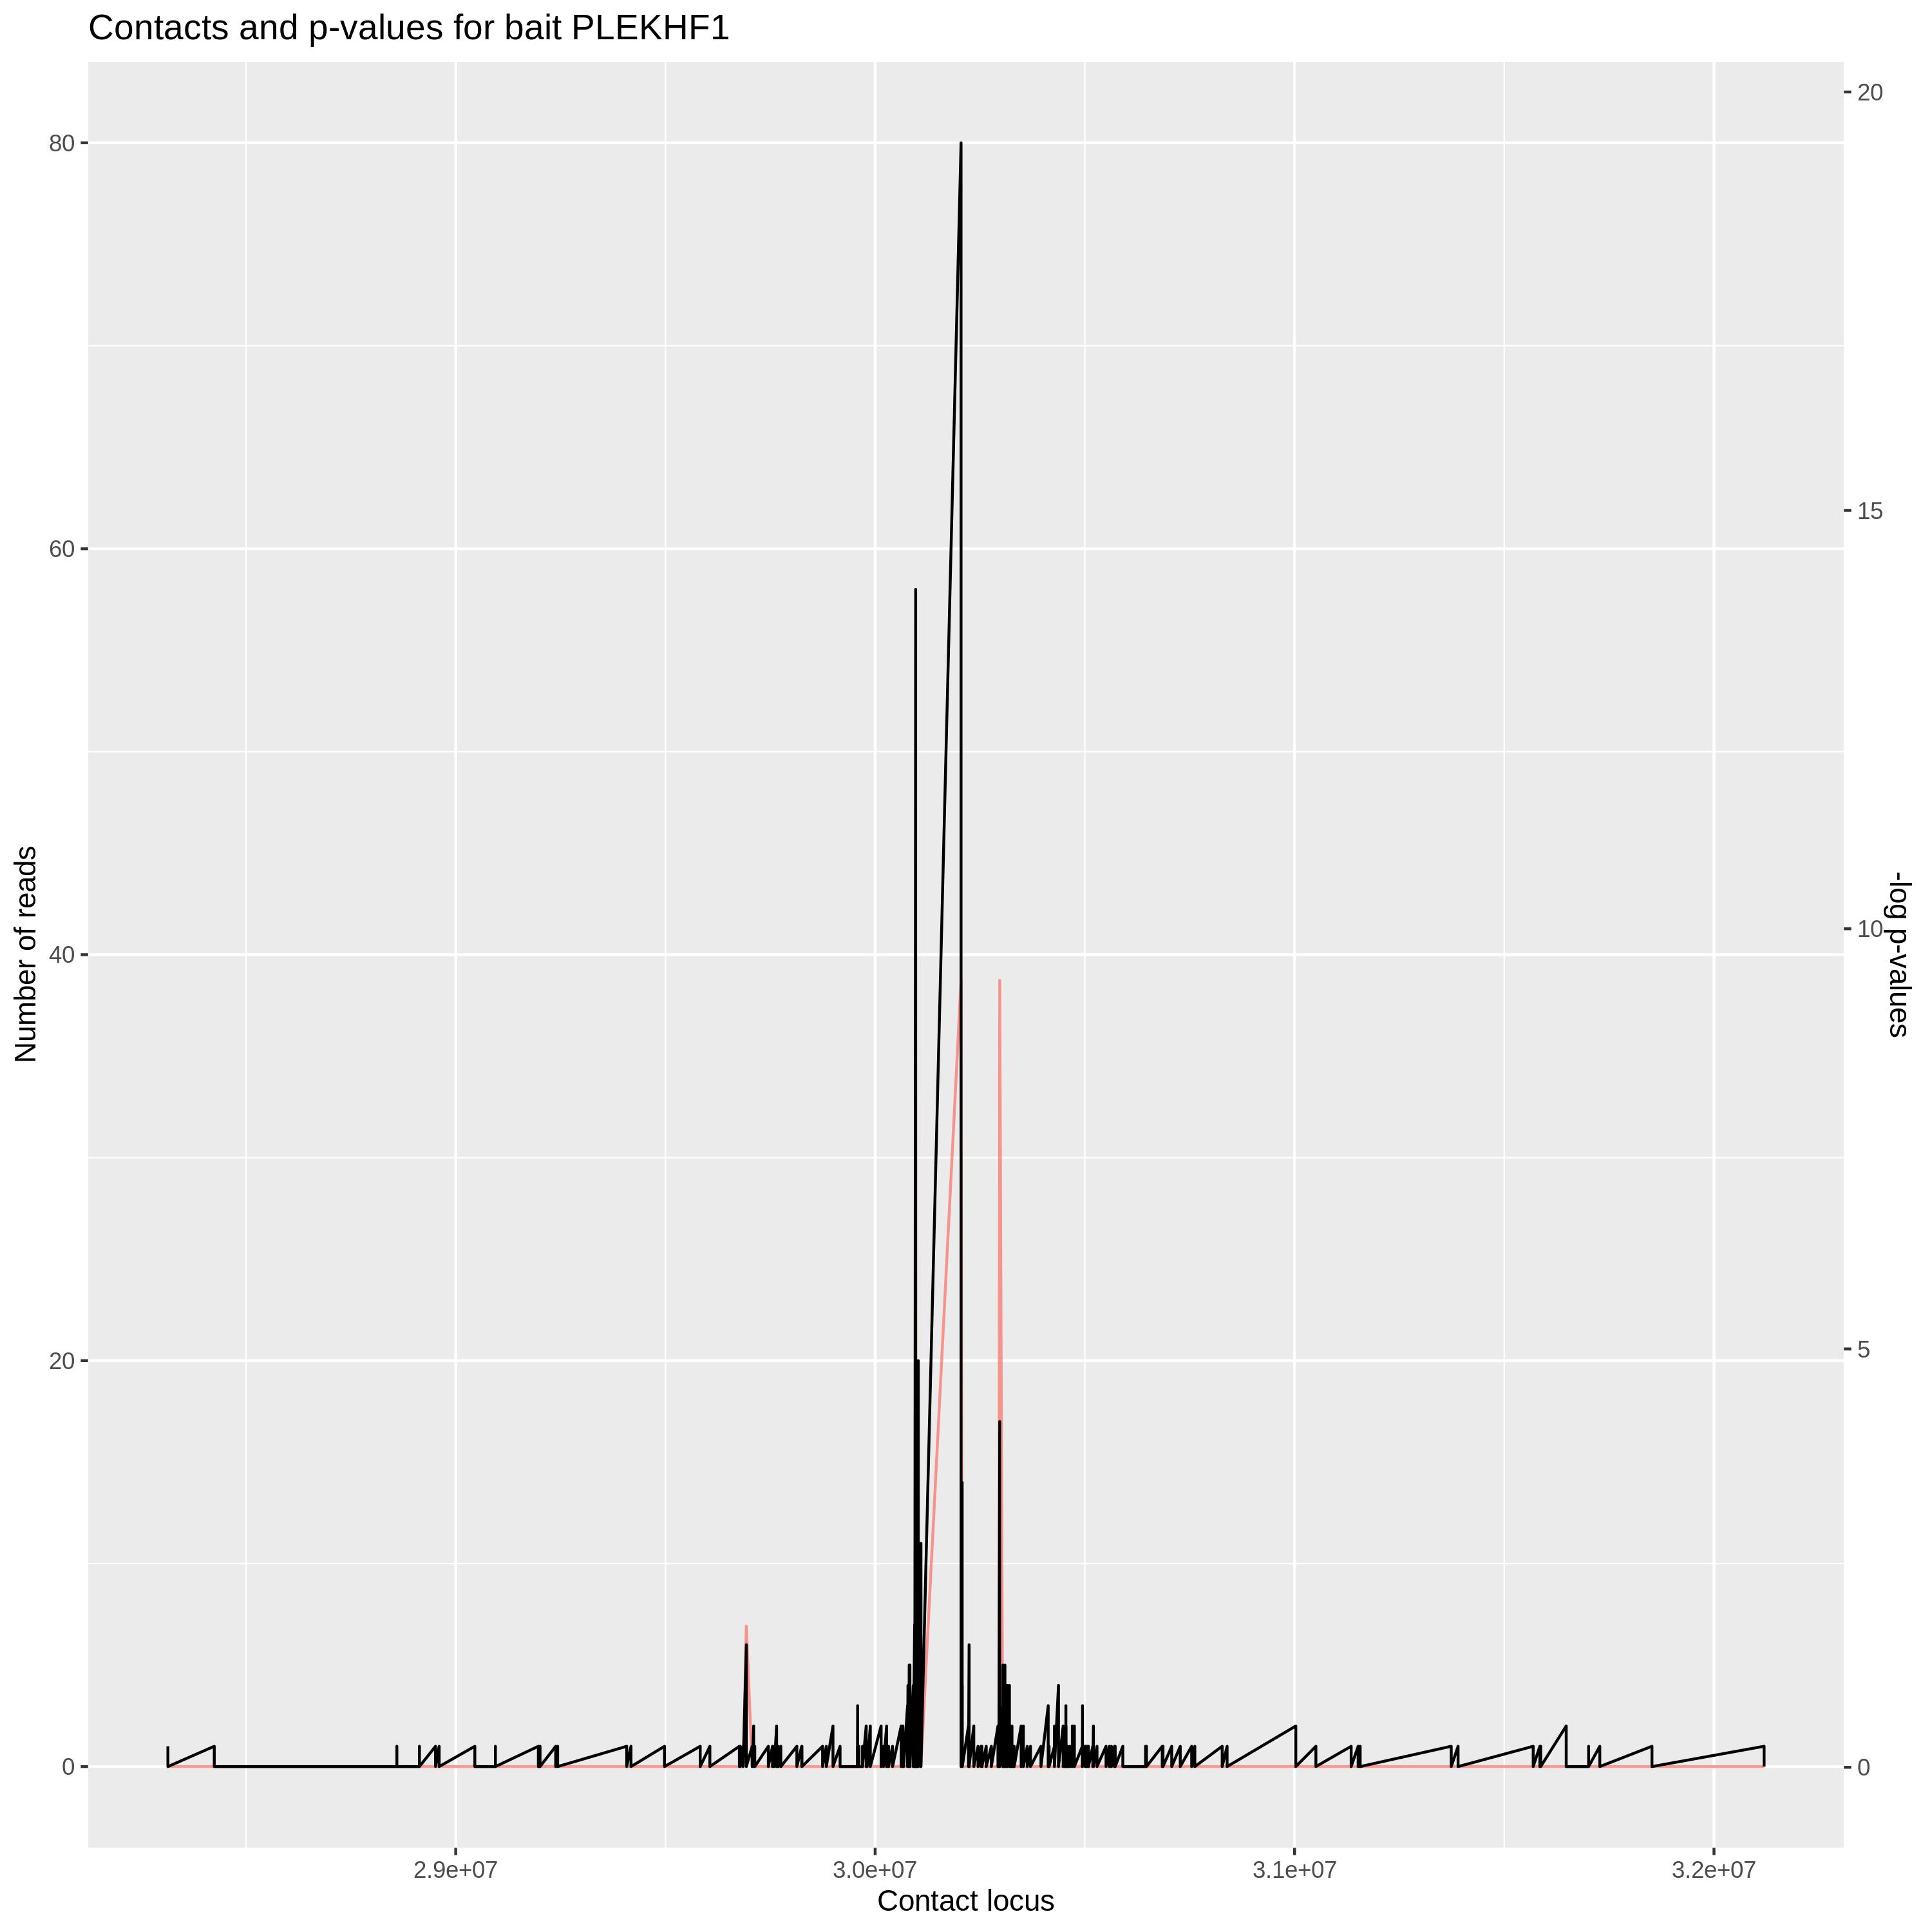 Contacts and p-values for bait PLEKHF1
80
60
40
20
0
Number of reads
20
15
10
5
0
-log p-values
2.9e+07 3.0e+07 3.1e+07 3.2e+07
Contact locus